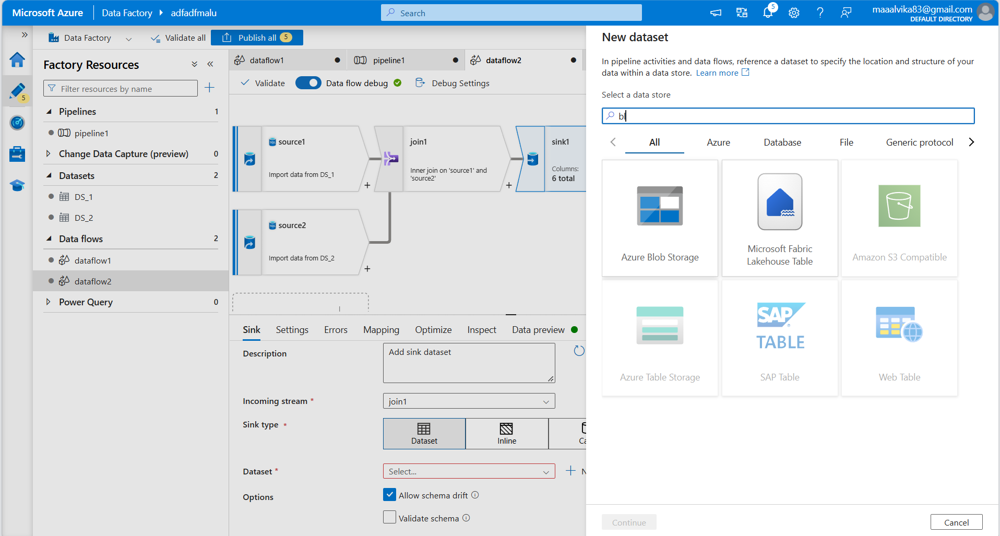 Microsoft Azure
Data Factory
adfadfmalu
Search
5
maaalvika83@gmail.com
DEFAULT DIRECTORY
Data Factory
Validate all
Publish all 5
5
Factory Resources
Filter resources by name
Pipelines 1
pipeline1
Change Data Capture (preview) 0
Datasets 2
DS_1
DS_2
Data flows 2
dataflow1
dataflow2
Power Query 0
dataflow1
pipeline1
dataflow2
Validate
Data flow debug
Debug Settings
SQL source1
Import data from DS_1
+
join1
Inner join on 'source1' and
'source2'
+
sink1
Columns:
6 total
SQL source2
Import data from DS_2
+
Sink
Settings
Errors
Mapping
Optimize
Inspect
Data preview
Description
Add sink dataset
Incoming stream *
join1
Sink type *
Dataset
Inline
Ca
Dataset *
Select...
N
Options
Allow schema drift
Validate schema
New dataset
In pipeline activities and data flows, reference a dataset to specify the location and structure of your
data within a data store. Learn more
Select a data store
bl
All
Azure
Database
File
Generic protocol
Azure Blob Storage
Microsoft Fabric
Lakehouse Table
Amazon S3 Compatible
Azure Table Storage
SAP
TABLE
SAP Table
Web Table
Continue
Cancel